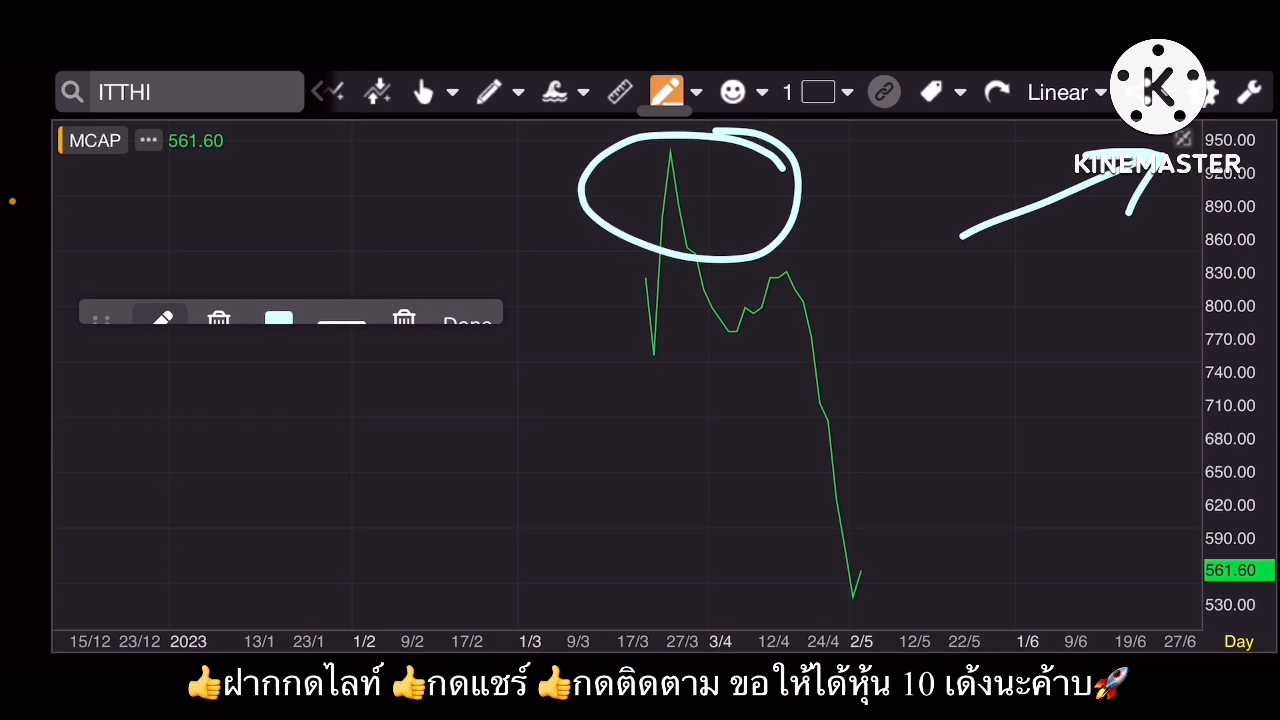 ITTHI 1 Linear
K
KINEMASTER
MCAP ••• 561.60
950.00
920.00
890.00
860.00
830.00
800.00
770.00
740.00
710.00
680.00
650.00
620.00
590.00
561.60
530.00
Done
15/12 23/12 2023 13/1 23/1 1/2 9/2 17/2 1/3 9/3 17/3 27/3 3/4 12/4 24/4 2/5 12/5 22/5 1/6 9/6 19/6 27/6 Day
👍ฝากกดไลท์ 👍กดแชร์ 👍กดติดตาม ขอให้ได้หุ้น 10 เด้งนะค้าบ🚀